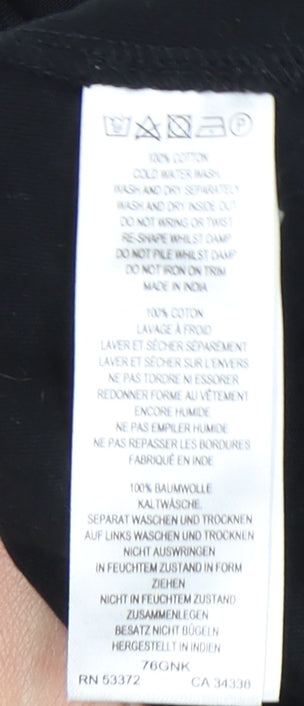 100% COTTON
COLD WATER WASH
WASH AND DRY SEPARATELY
WASH AND DRY INSIDE OUT
DO NOT WRING OR TWIST
RE-SHAPE WHILST DAMP
DO NOT PILE WHILST DAMP
DO NOT IRON ON TRIM
MADE IN INDIA
100% COTON
LAVAGE À FROID
LAVER ET SÉCHER SÉPAREMENT
LAVER ET SÉCHER SUR L'ENVERS
NE PAS TORDRE NI ESSORER
REDONNER FORME AU VÊTEMENT
ENCORE HUMIDE
NE PAS EMPILER HUMIDE
NE PAS REPASSER LES BORDURES
FABRIQUÉ EN INDE
100% BAUMWOLLE
KALTWÄSCHE,
SEPARAT WASCHEN UND TROCKNEN
AUF LINKS WASCHEN UND TROCKNEN
NICHT AUSWRINGEN
IN FEUCHTEM ZUSTAND IN FORM
ZIEHEN
NICHT IN FEUCHTEM ZUSTAND
ZUSAMMENLEGEN
BESATZ NICHT BÜGELN
HERGESTELLT IN INDIEN
76GNK
RN 53372 CA 34338